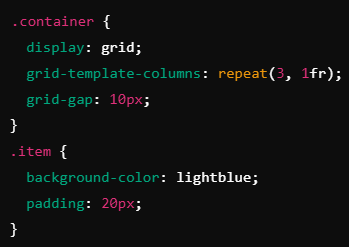 .container {
  display: grid;
  grid-template-columns: repeat(3, 1fr);
  grid-gap: 10px;
}
.item {
  background-color: lightblue;
  padding: 20px;
}